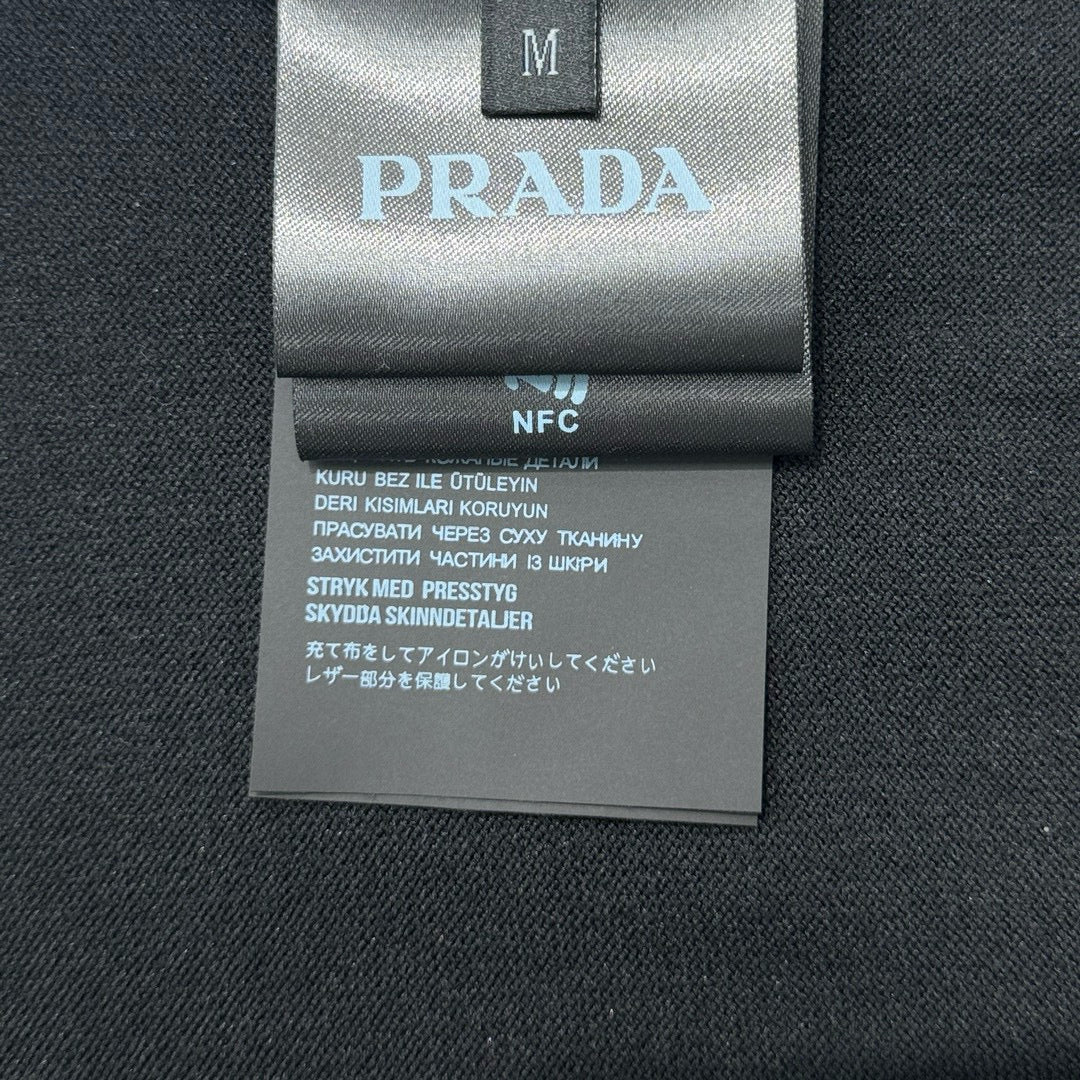 M
PRADA
NFC
КОЖАНЫЕ ДЕТАЛИ
KURU BEZ ILE ÜTÜLEYIN
DERI KISIMLARI KORUYUN
ПРАСУВАТИ ЧЕРЕЗ СУХУ ТКАНИНУ
ЗАХИСТИТИ ЧАСТИНИ ІЗ ШКІРИ
STRYK MED PRESSTYG
SKYDDA SKINNDETALJER
充て布をしてアイロンがけいしてください
レザー部分を保護してください